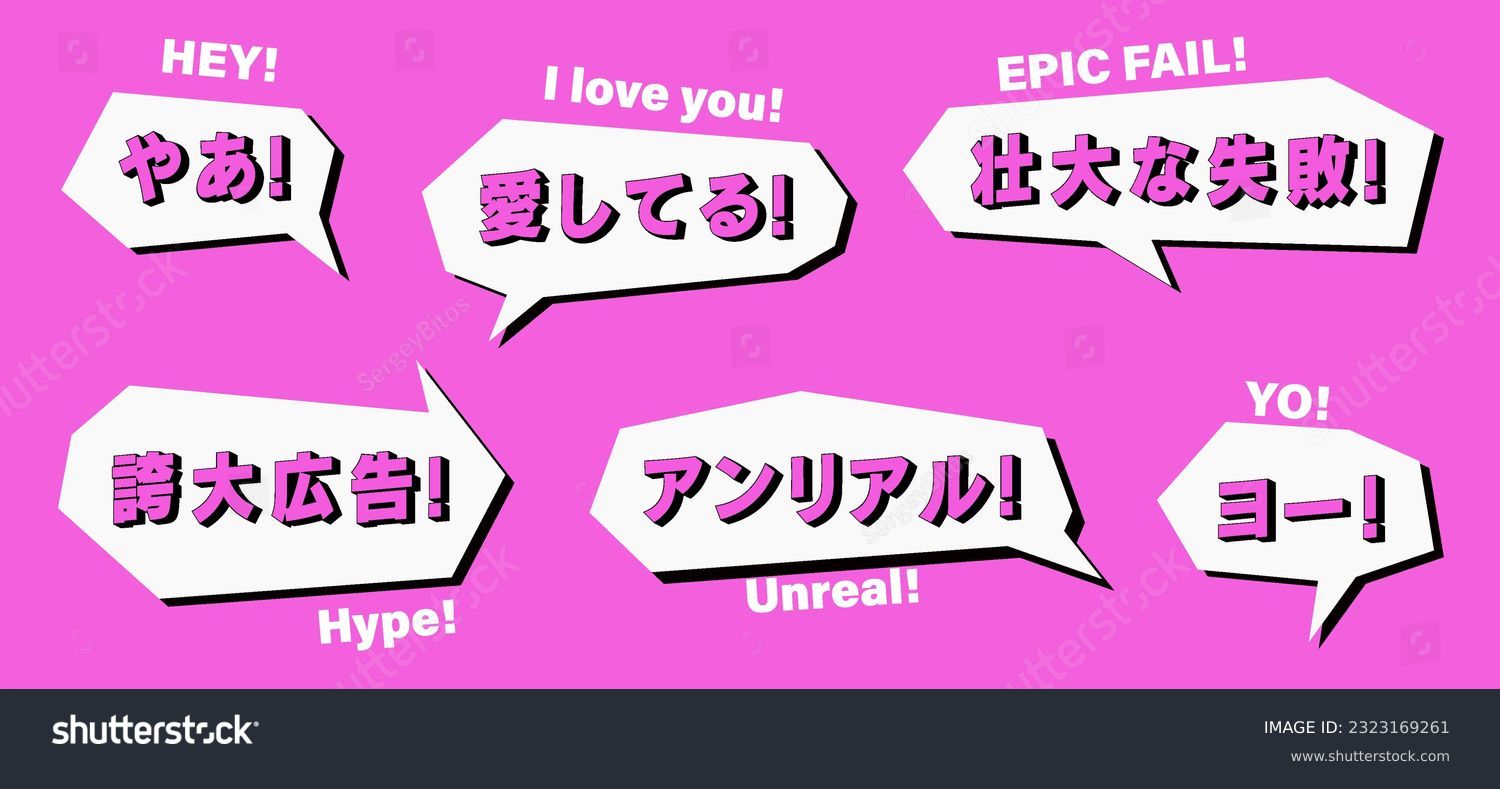 HEY!
やあ!
I love you!
愛してる!
EPIC FAIL!
壮大な失敗!
誇大広告!
Hype!
アンリアル!
Unreal!
YO!
ヨー!
SergeyBitos
shutterstock
IMAGE ID: 2323169261
www.shutterstock.com